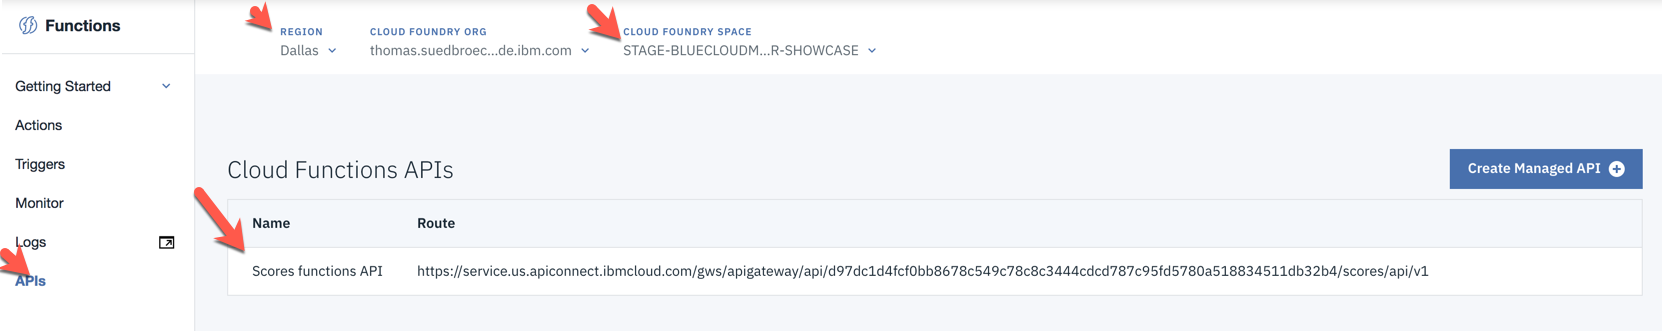 Functions
REGION CLOUD FOUNDRY ORG CLOUD FOUNDRY SPACE
Dallas thomas.suedbroec...de.ibm.com STAGE-BLUECLOUDM...R-SHOWCASE
Getting Started
Actions
Triggers
Monitor
Logs
APIs
Cloud Functions APIs
Create Managed API
Name Route
Scores functions API https://service.us.apiconnect.ibmcloud.com/gws/apigateway/api/d97dc1d4fcf0bb8678c549c78c8c3444cdcd787c95fd5780a518834511db32b4/scores/api/v1